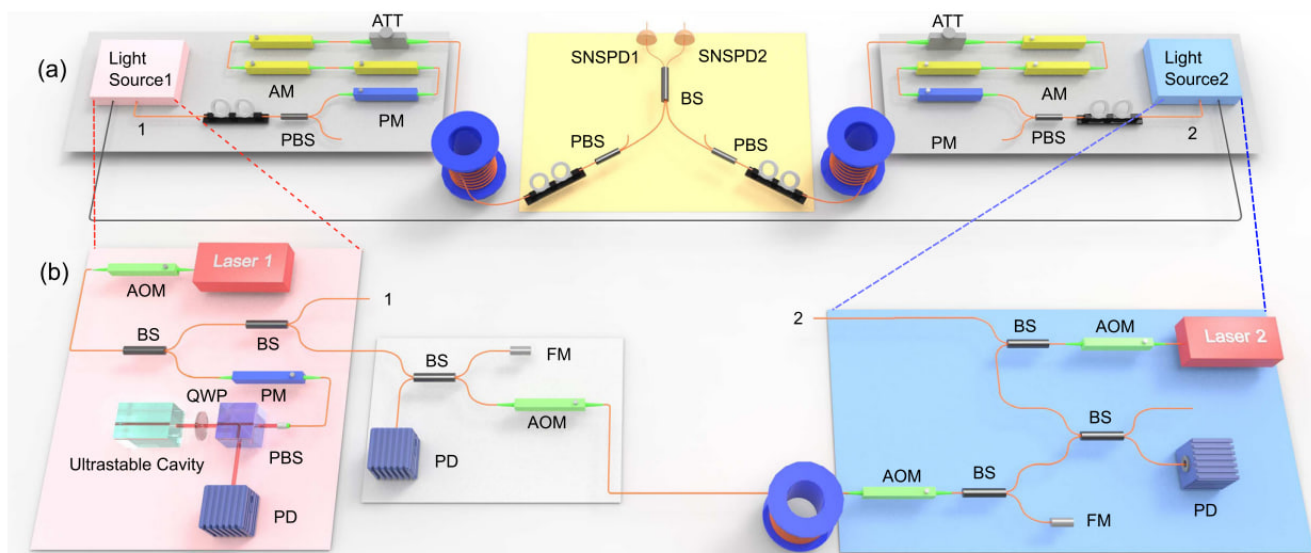 (a)
Light
Source1
1
ATT
AM
PM
PBS
SNSPD1
SNSPD2
BS
PBS
PBS
ATT
AM
PM
PBS
Light
Source2
2
(b)
Laser 1
AOM
BS
BS
1
QWP
PM
Ultrastable Cavity
PBS
PD
BS
FM
AOM
PD
2
BS
AOM
Laser 2
BS
AOM
BS
FM
PD